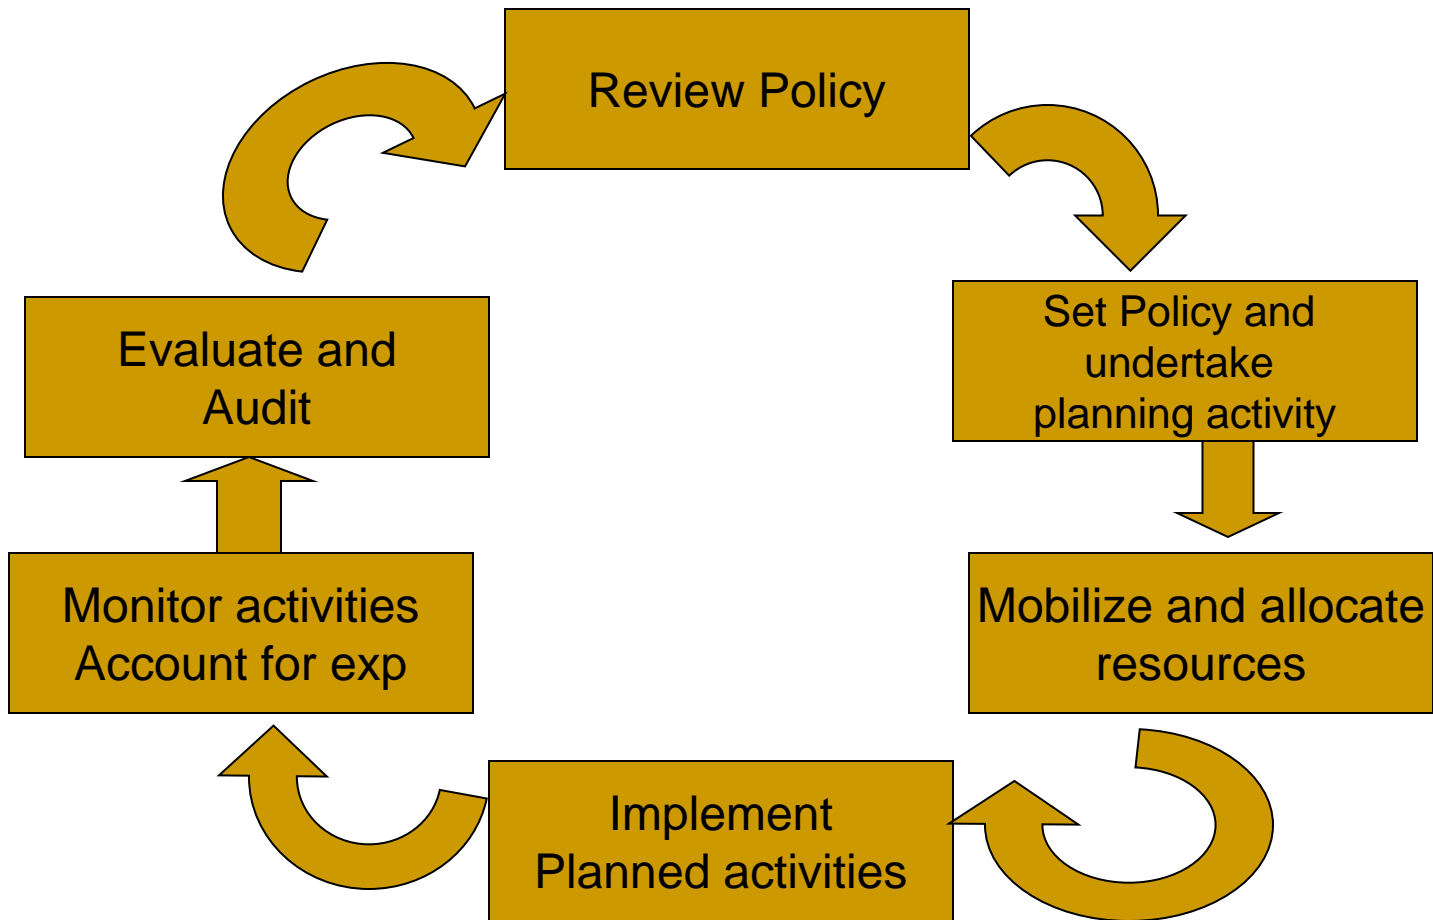 Review Policy
Set Policy and
undertake
planning activity
Mobilize and allocate
resources
Implement
Planned activities
Monitor activities
Account for exp
Evaluate and
Audit